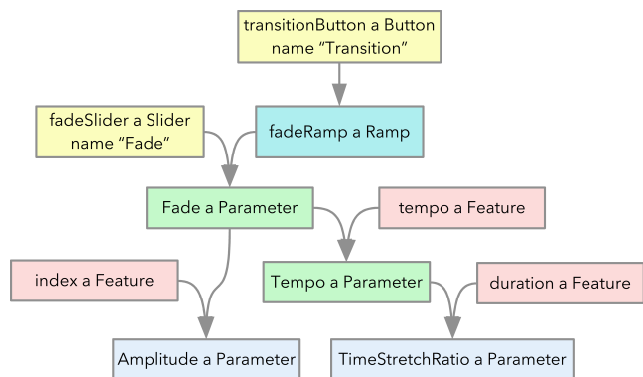 transitionButton a Button
name “Transition”
fadeSlider a Slider
name “Fade”
fadeRamp a Ramp
Fade a Parameter
tempo a Feature
index a Feature
Tempo a Parameter
duration a Feature
Amplitude a Parameter
TimeStretchRatio a Parameter